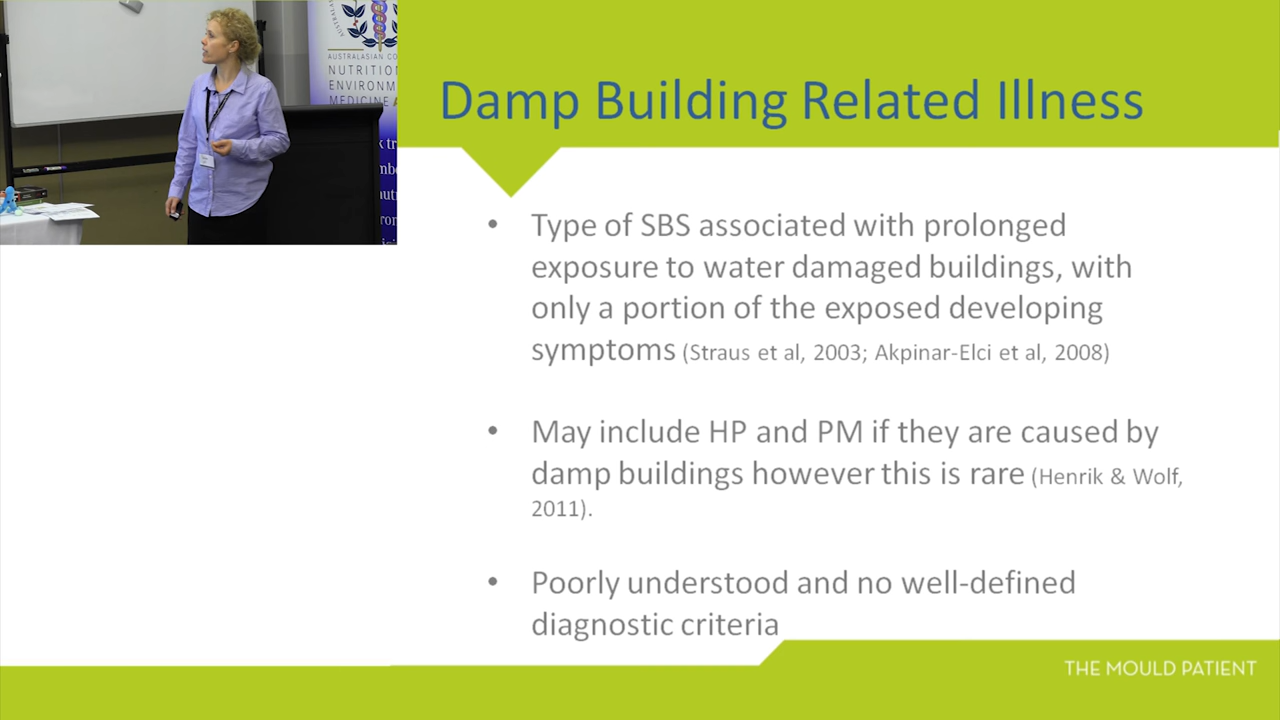 AUSTRALASIAN CO
NUTRITION
ENVIRONM
MEDICINE A
Damp Building Related Illness
• Type of SBS associated with prolonged
exposure to water damaged buildings, with
only a portion of the exposed developing
symptoms (Straus et al, 2003; Akpinar-Elci et al, 2008)
• May include HP and PM if they are caused by
damp buildings however this is rare (Henrik & Wolf,
2011).
• Poorly understood and no well-defined
diagnostic criteria
THE MOULD PATIENT